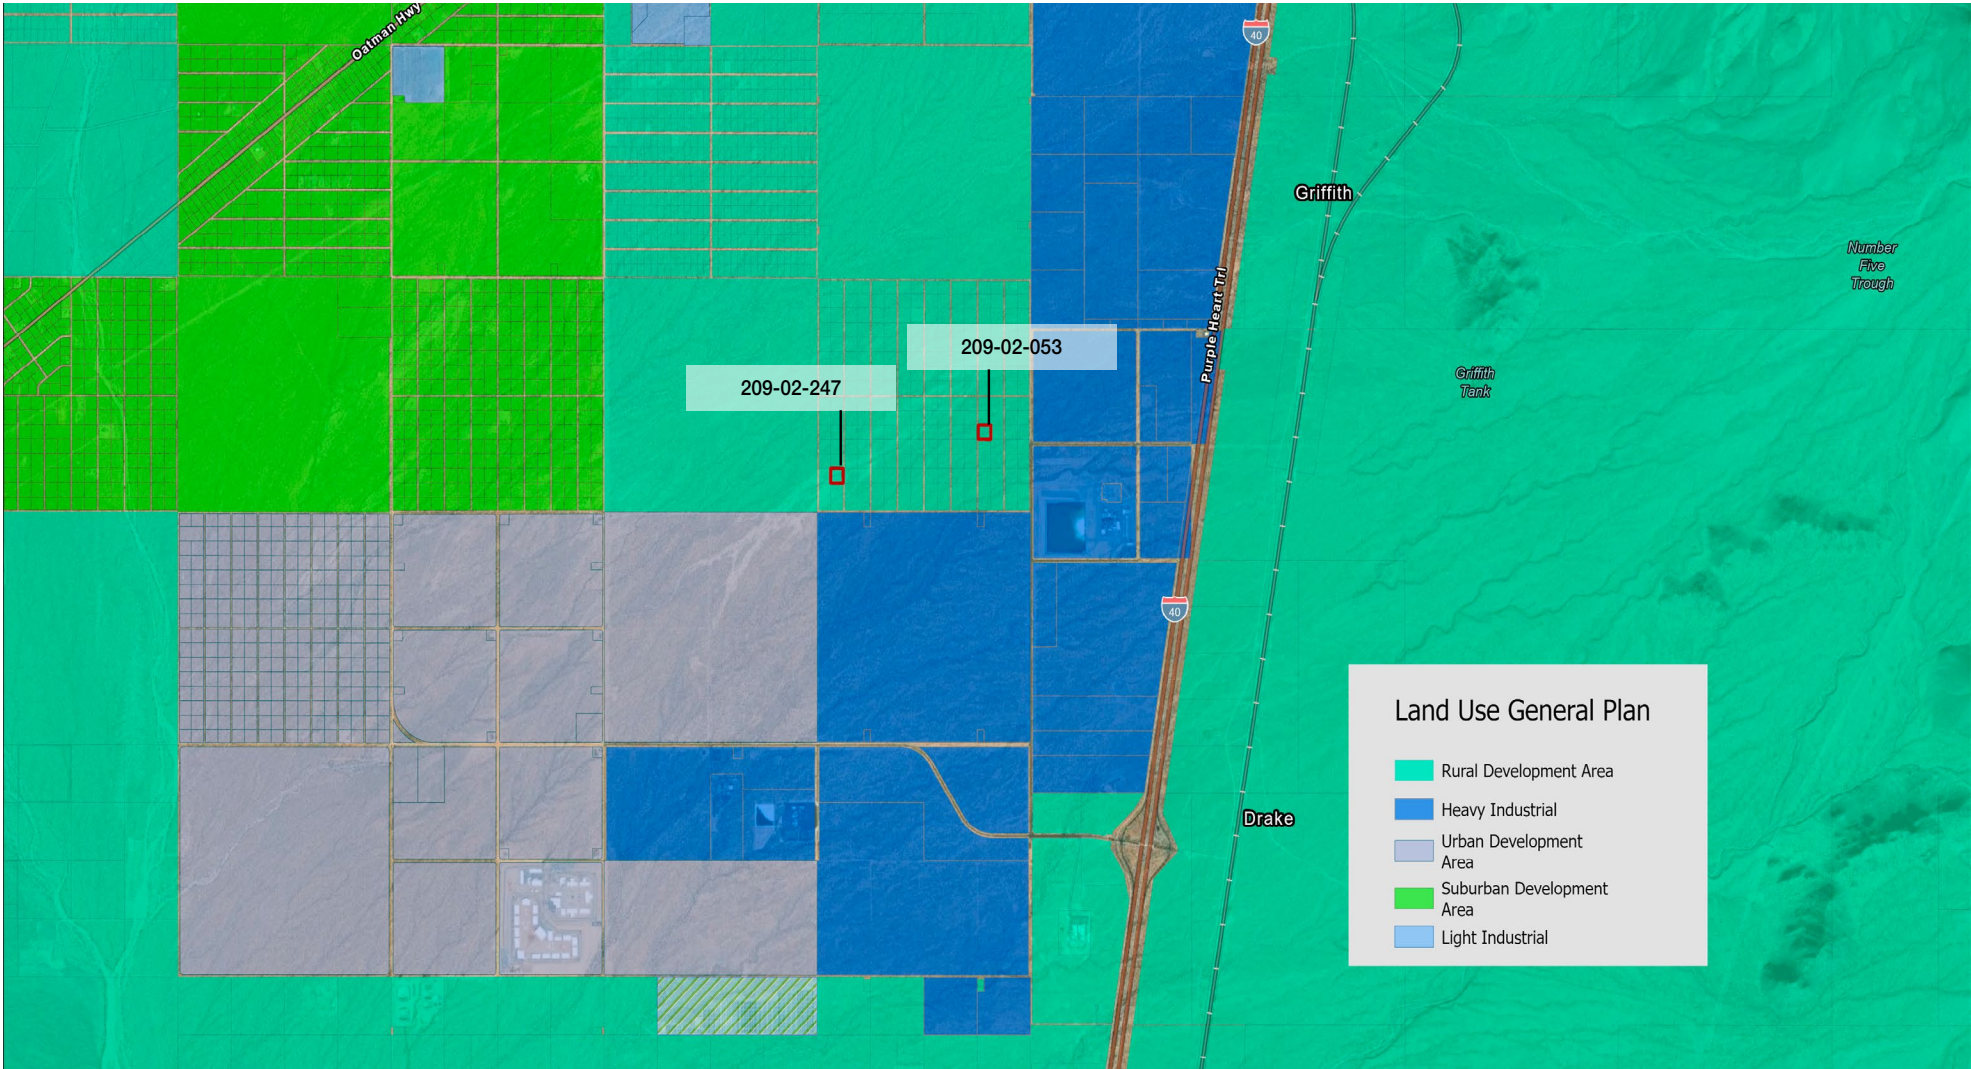 Oatman Hwy
40
Griffith
Number
Five
Trough
Purple Heart Trl
209-02-053
209-02-247
Griffith
Tank
40
Drake
Land Use General Plan
Rural Development Area
Heavy Industrial
Urban Development
Area
Suburban Development
Area
Light Industrial